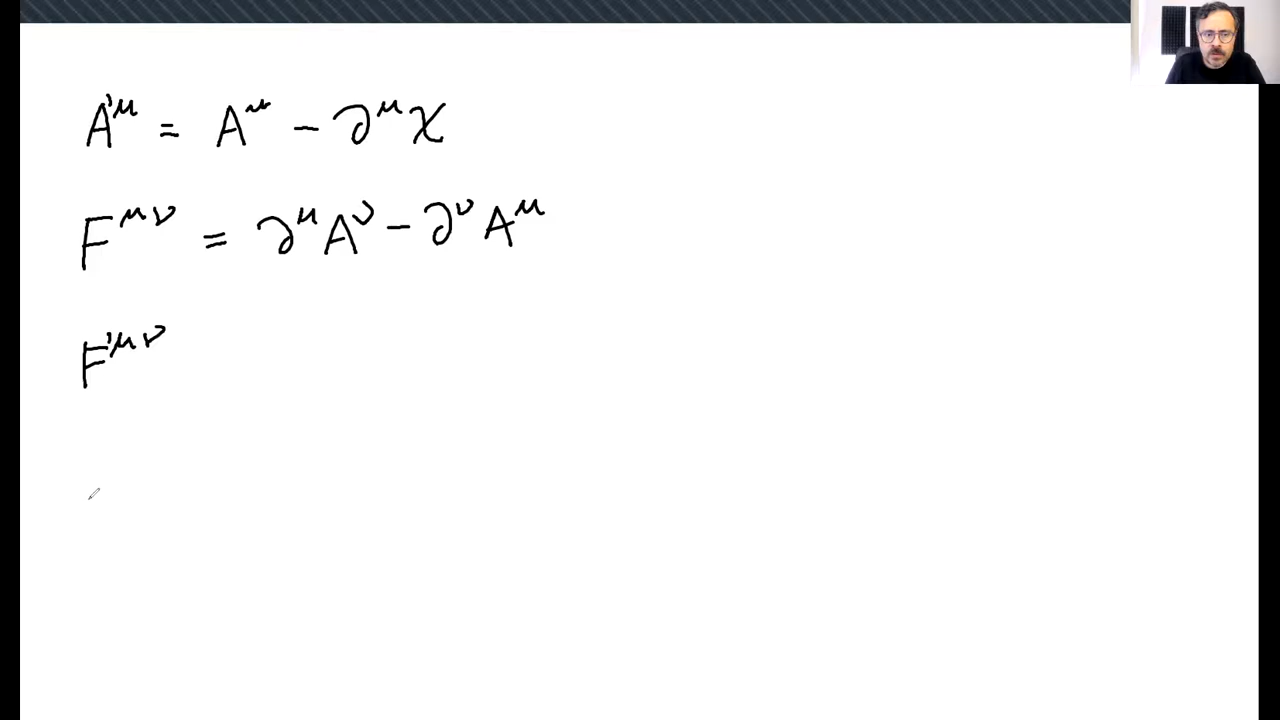 A'^μ = A^μ − ∂^μ χ
F^μν = ∂^μ A^ν − ∂^ν A^μ
F'^μν